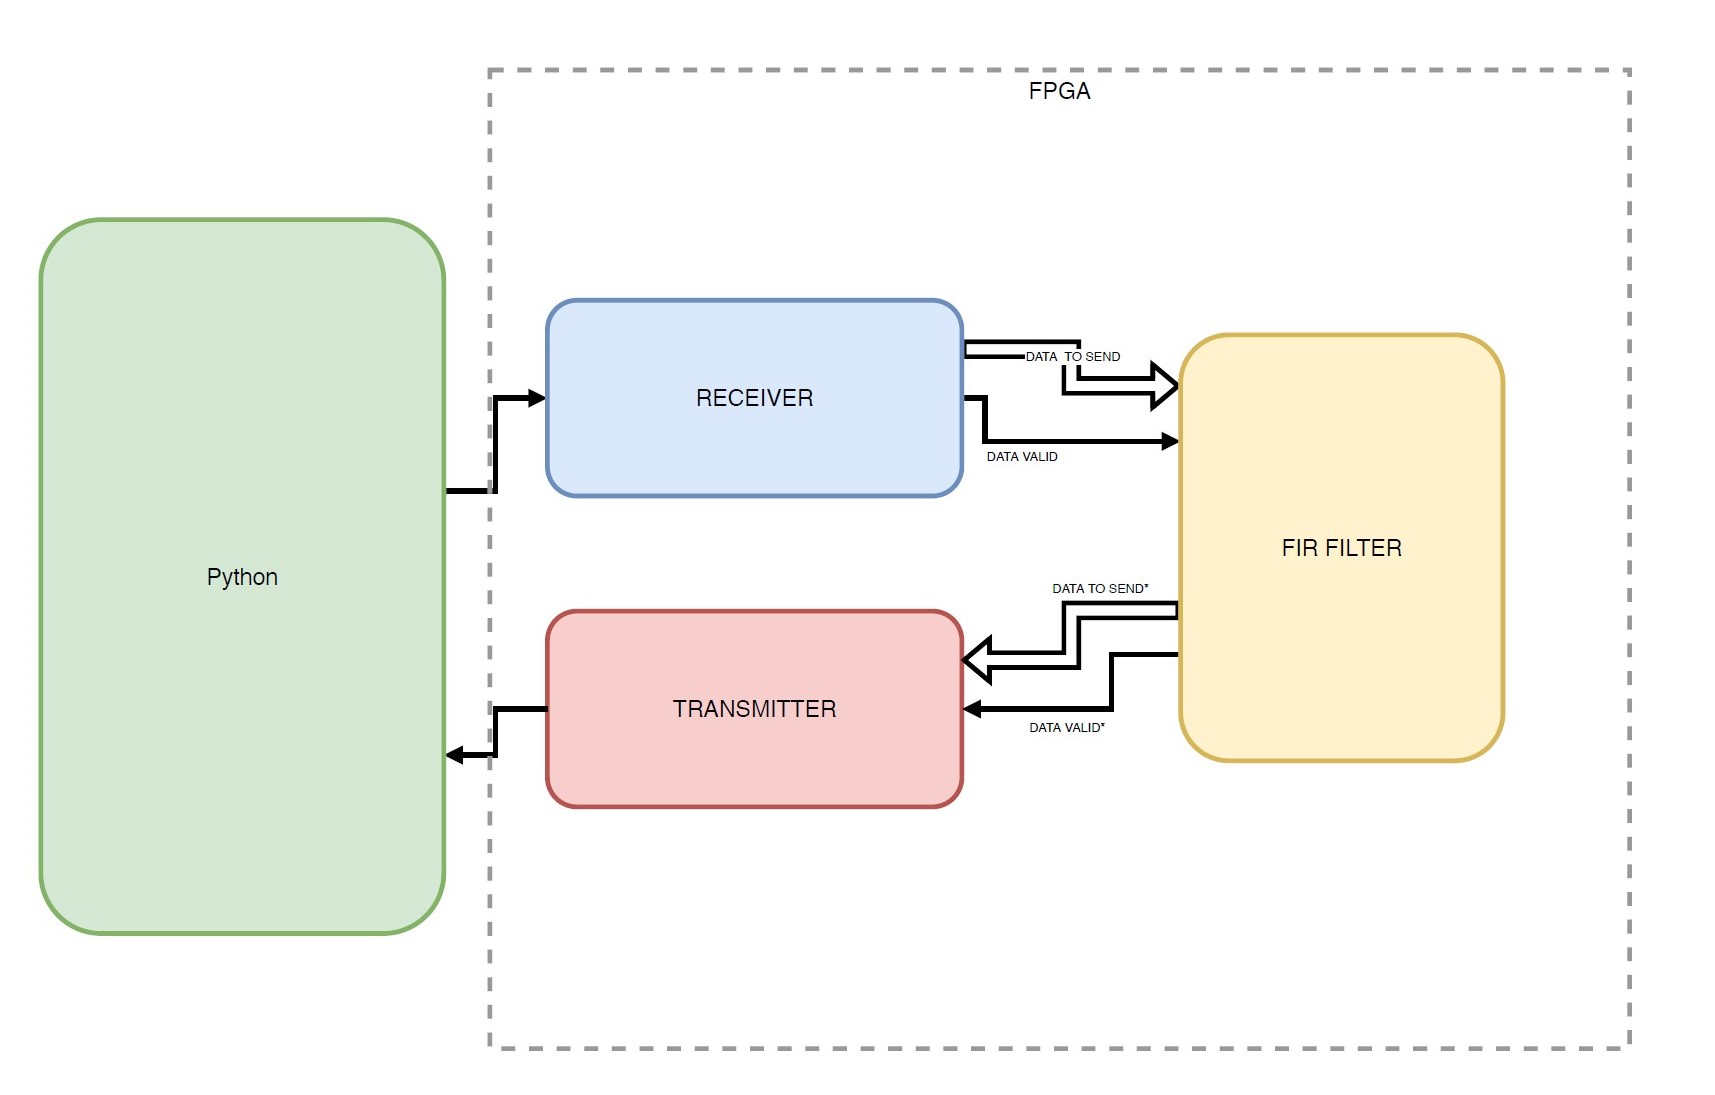 FPGA
DATA TO SEND
RECEIVER
DATA VALID
FIR FILTER
Python
DATA TO SEND*
TRANSMITTER
DATA VALID*